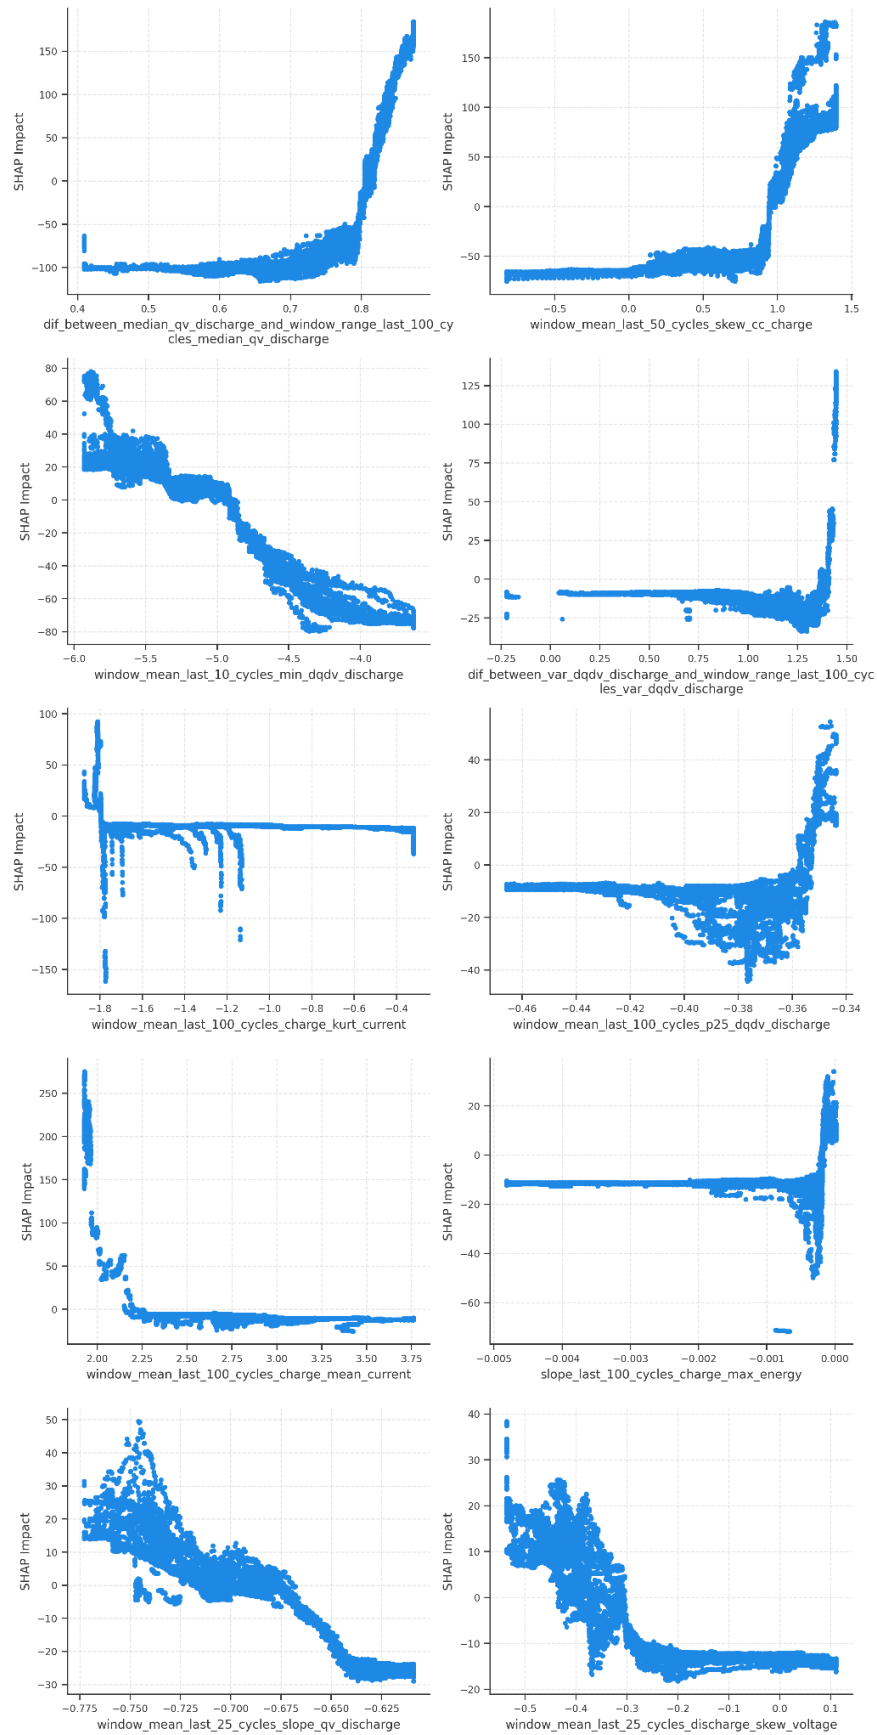 150
100
50
0
−50
−100
SHAP Impact
0.4 0.5 0.6 0.7 0.8
dif_between_median_qv_discharge_and_window_range_last_100_cy
cles_median_qv_discharge
150
100
50
0
−50
SHAP Impact
−0.5 0.0 0.5 1.0 1.5
window_mean_last_50_cycles_skew_cc_charge
80
60
40
20
0
−20
−40
−60
−80
SHAP Impact
−6.0 −5.5 −5.0 −4.5 −4.0
window_mean_last_10_cycles_min_dqdv_discharge
125
100
75
50
25
0
−25
SHAP Impact
−0.25 0.00 0.25 0.50 0.75 1.00 1.25 1.50
dif_between_var_dqdv_discharge_and_window_range_last_100_cyc
les_var_dqdv_discharge
100
50
0
−50
−100
−150
SHAP Impact
−1.8 −1.6 −1.4 −1.2 −1.0 −0.8 −0.6 −0.4
window_mean_last_100_cycles_charge_kurt_current
40
20
0
−20
−40
SHAP Impact
−0.46 −0.44 −0.42 −0.40 −0.38 −0.36 −0.34
window_mean_last_100_cycles_p25_dqdv_discharge
250
200
150
100
50
0
SHAP Impact
2.00 2.25 2.50 2.75 3.00 3.25 3.50 3.75
window_mean_last_100_cycles_charge_mean_current
20
0
−20
−40
−60
SHAP Impact
−0.005 −0.004 −0.003 −0.002 −0.001 0.000
slope_last_100_cycles_charge_max_energy
50
40
30
20
10
0
−10
−20
−30
SHAP Impact
−0.775 −0.750 −0.725 −0.700 −0.675 −0.650 −0.625
window_mean_last_25_cycles_slope_qv_discharge
40
30
20
10
0
−10
−20
SHAP Impact
−0.5 −0.4 −0.3 −0.2 −0.1 0.0 0.1
window_mean_last_25_cycles_discharge_skew_voltage